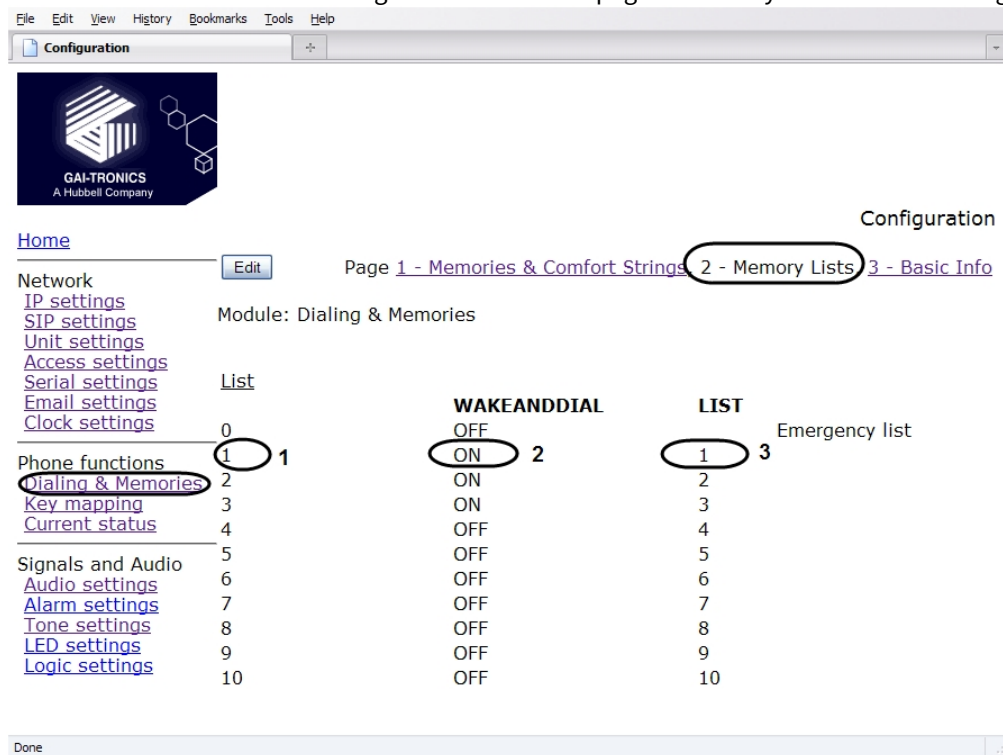 File Edit View History Bookmarks Tools Help
Configuration
GAI-TRONICS
A Hubbell Company
Configuration
Home
Edit Page 1 - Memories & Comfort Strings, 2 - Memory Lists, 3 - Basic Info
Network
IP settings
SIP settings
Unit settings
Access settings
Serial settings
Email settings
Clock settings
Phone functions
Dialing & Memories
Key mapping
Current status
Signals and Audio
Audio settings
Alarm settings
Tone settings
LED settings
Logic settings
Module: Dialing & Memories
List
WAKEANDDIAL LIST
0 OFF Emergency list
1 1 ON 2 1 3
2 ON 2
3 ON 3
4 OFF 4
5 OFF 5
6 OFF 6
7 OFF 7
8 OFF 8
9 OFF 9
10 OFF 10
Done